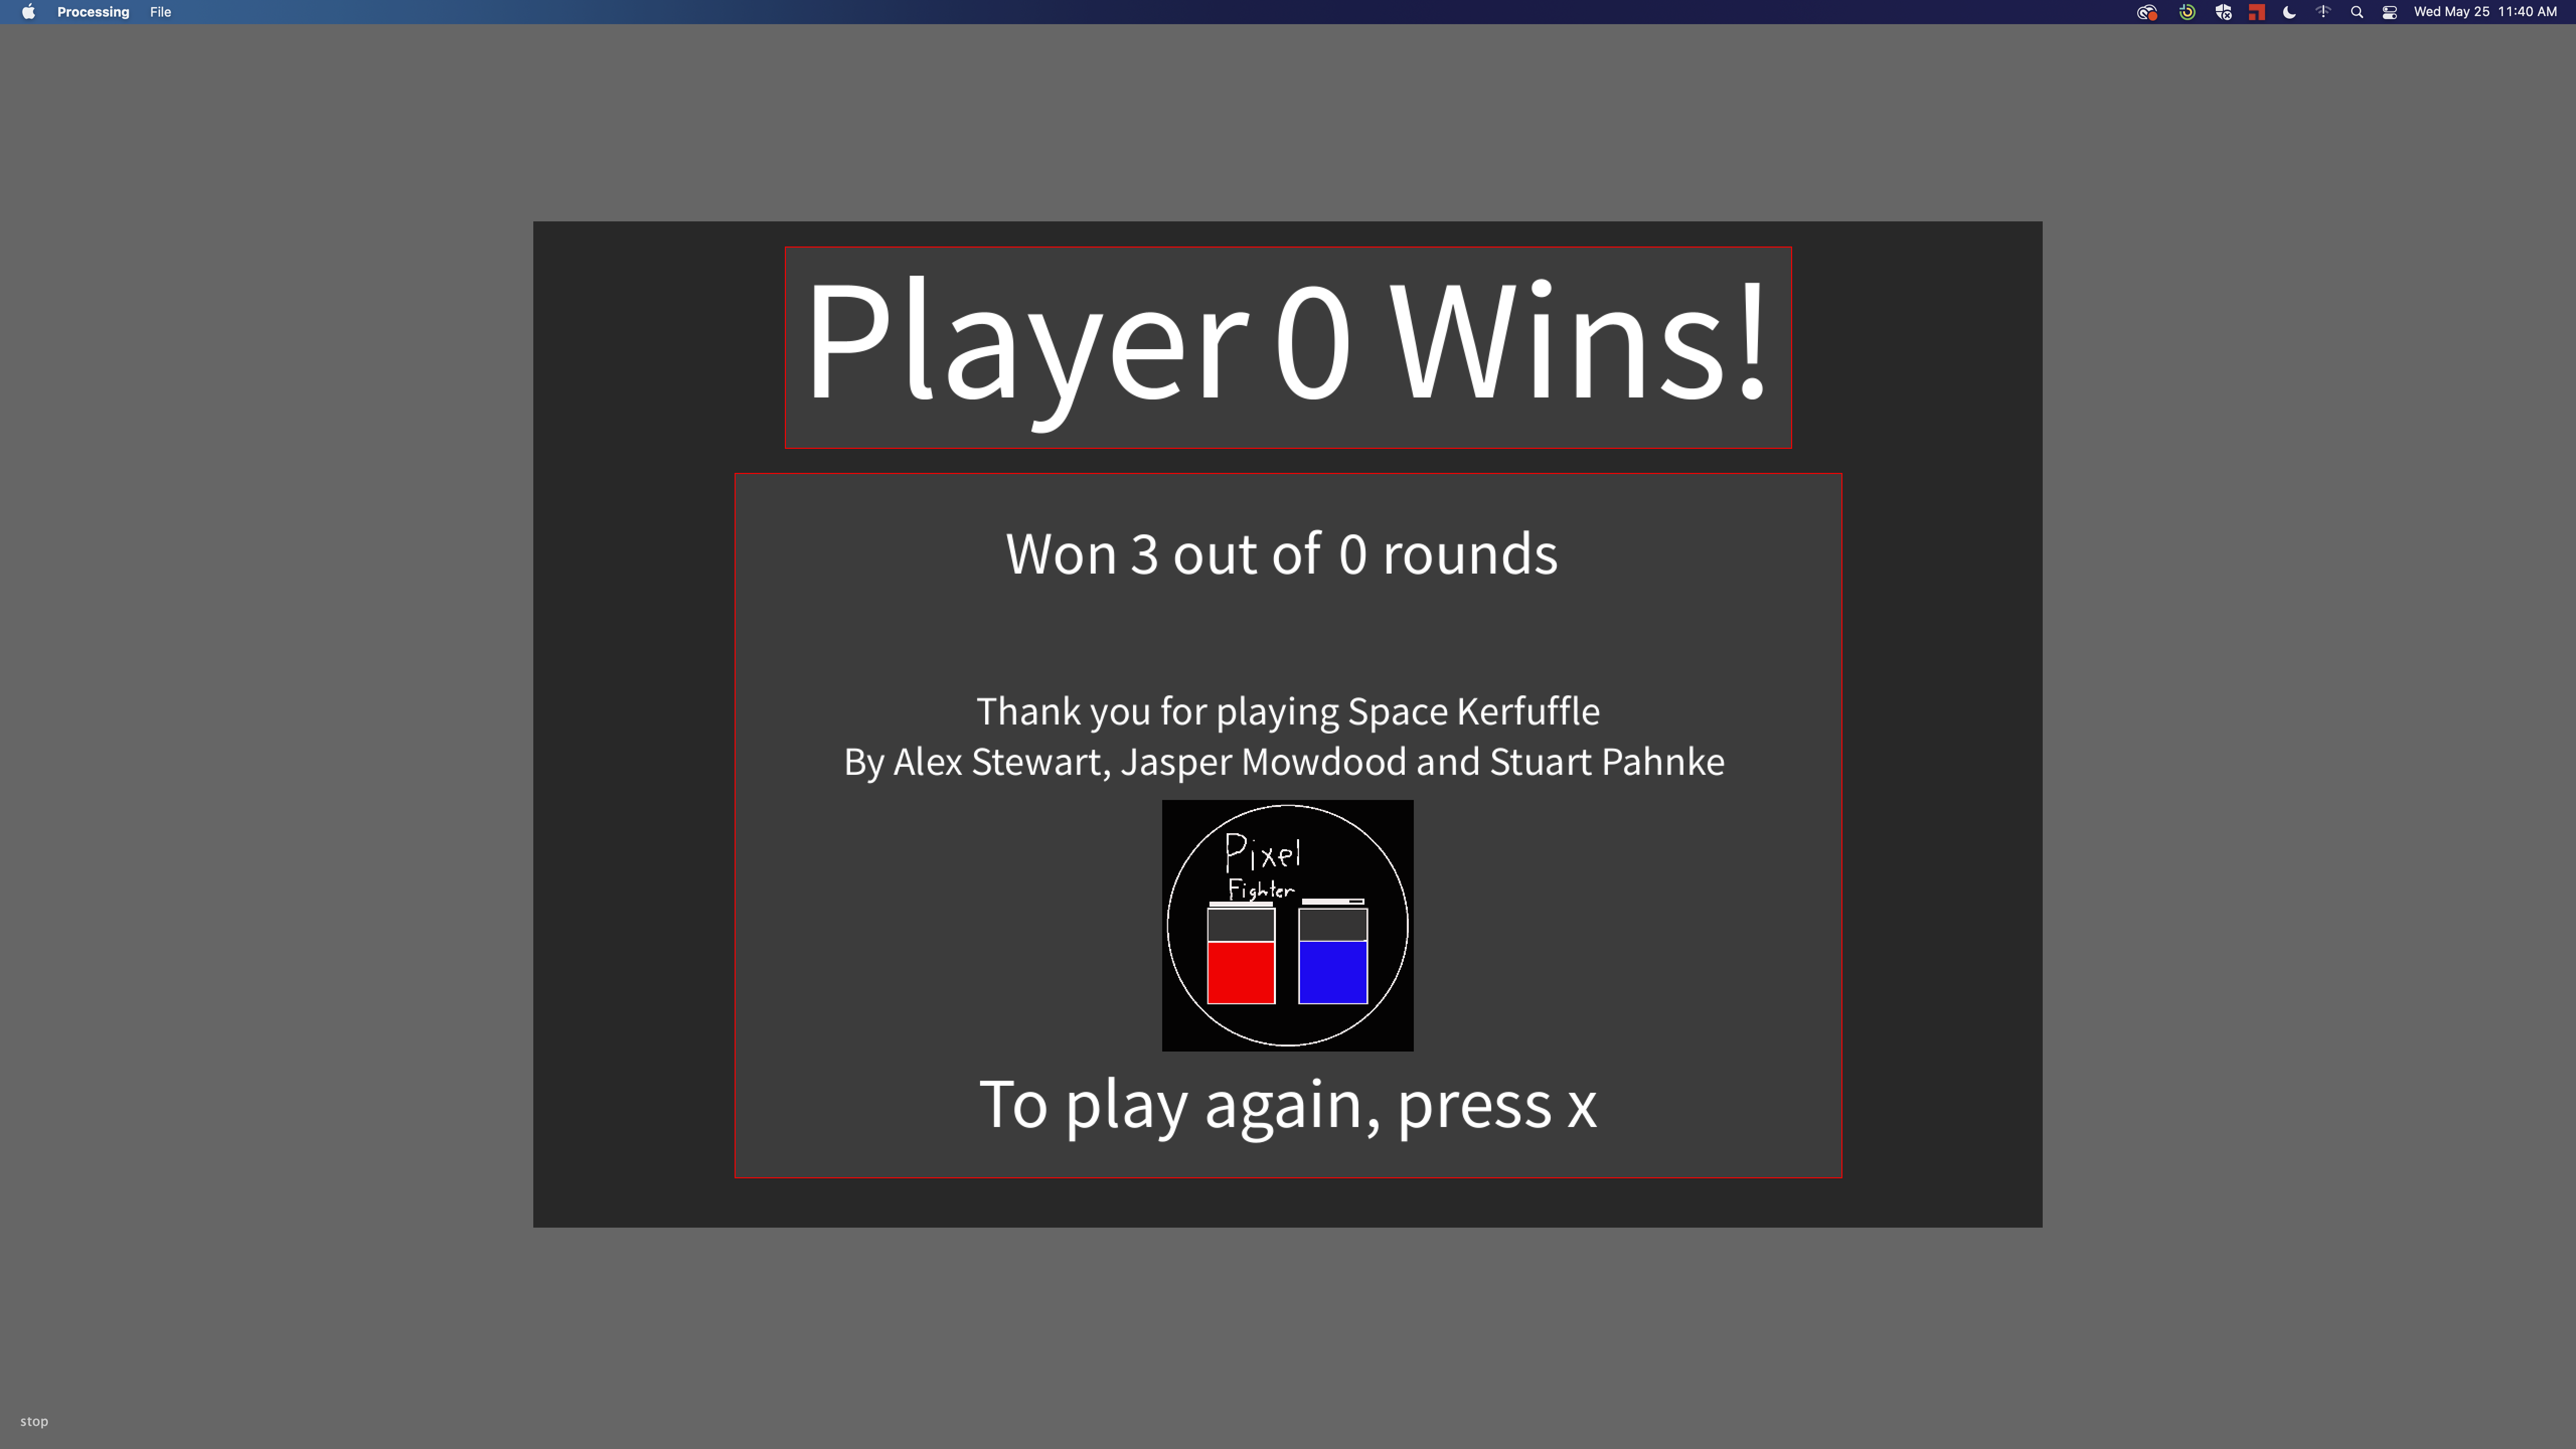 Processing File
Wed May 25 11:40 AM
Player 0 Wins!
Won 3 out of 0 rounds
Thank you for playing Space Kerfuffle
By Alex Stewart, Jasper Mowdood and Stuart Pahnke
Pixel
Fighter
To play again, press x
stop